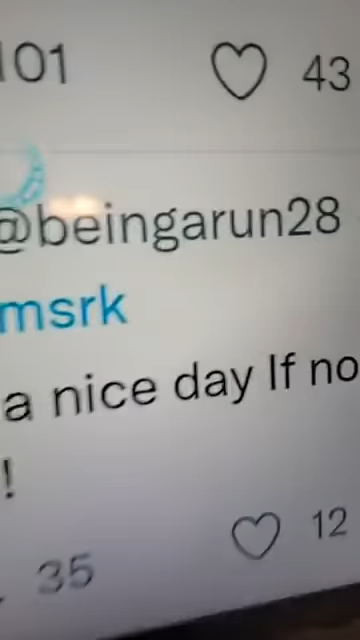 101 43
@beingarun28
msrk
a nice day If no
!
35 12